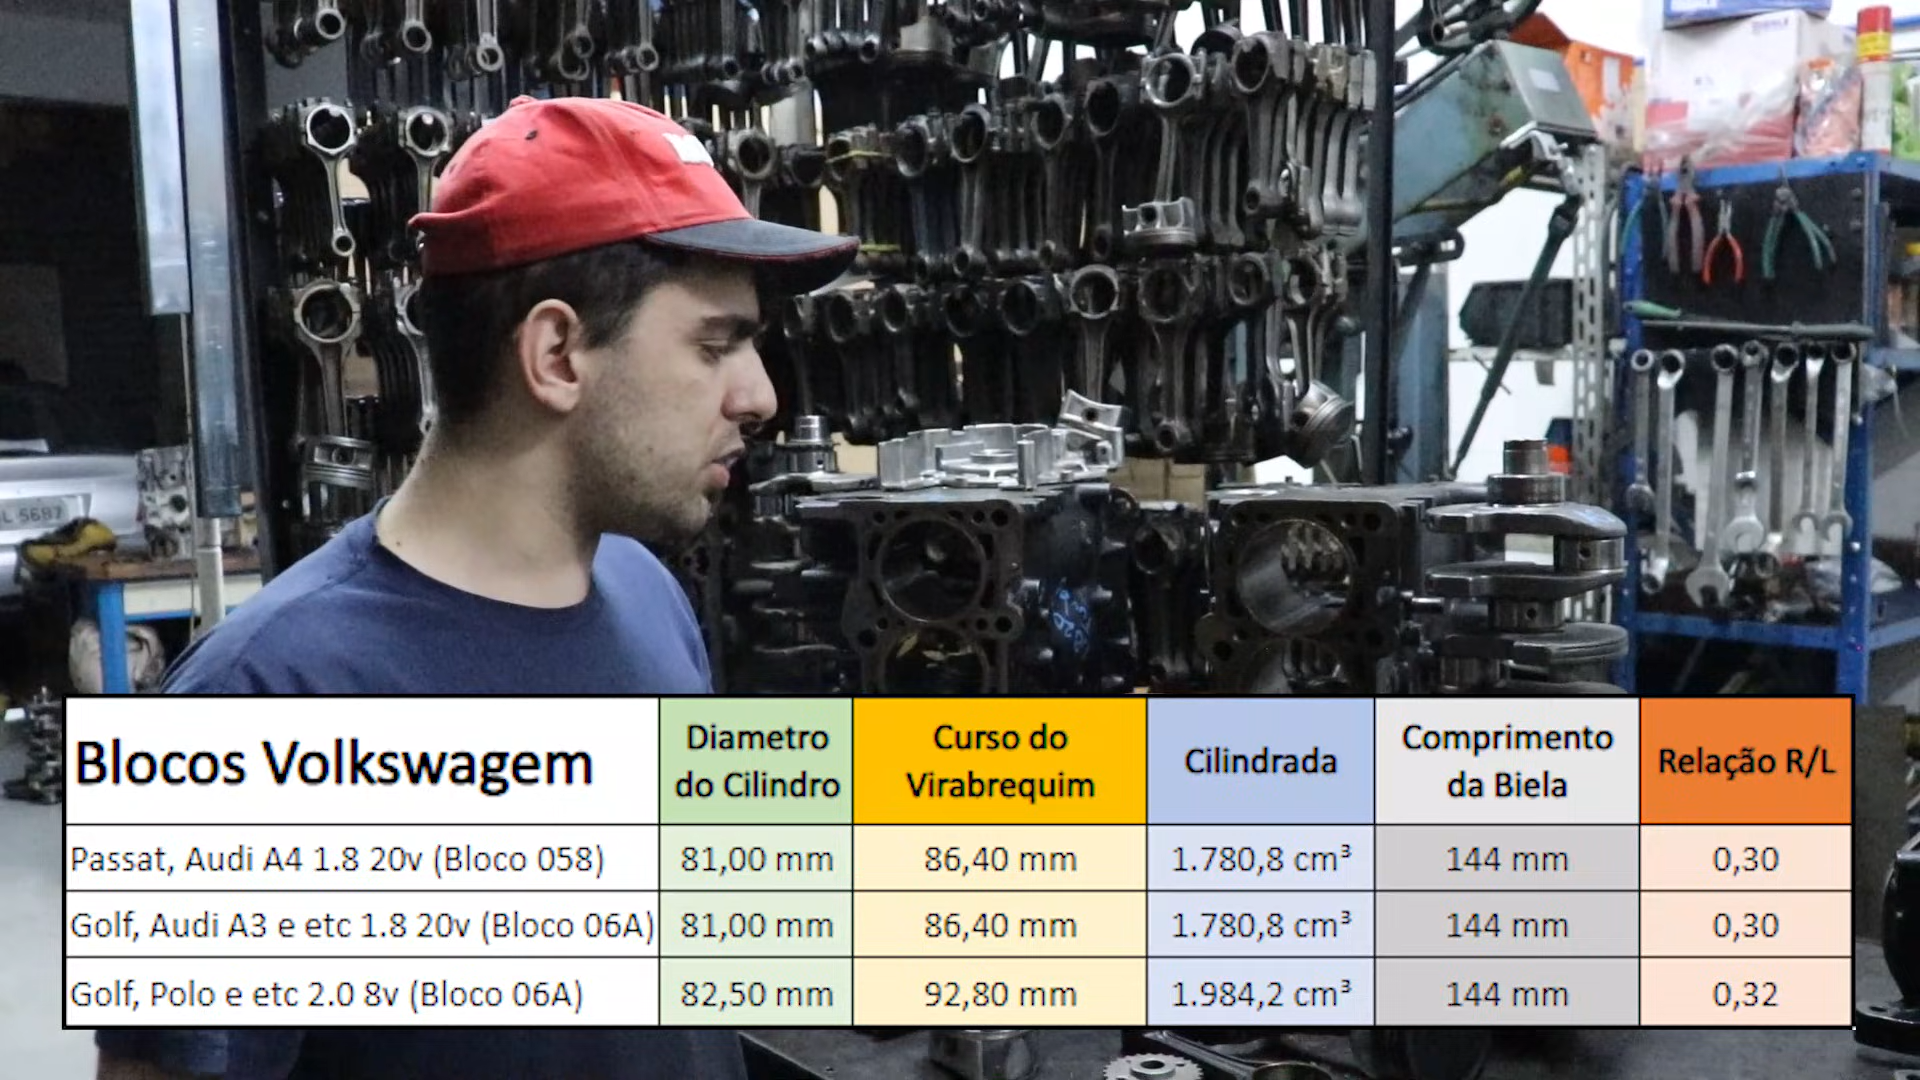 Blocos Volkswagem
Diametro
do Cilindro
Curso do
Virabrequim
Cilindrada
Comprimento
da Biela
Relação R/L
Passat, Audi A4 1.8 20v (Bloco 058) 81,00 mm 86,40 mm 1.780,8 cm³ 144 mm 0,30
Golf, Audi A3 e etc 1.8 20v (Bloco 06A) 81,00 mm 86,40 mm 1.780,8 cm³ 144 mm 0,30
Golf, Polo e etc 2.0 8v (Bloco 06A) 82,50 mm 92,80 mm 1.984,2 cm³ 144 mm 0,32